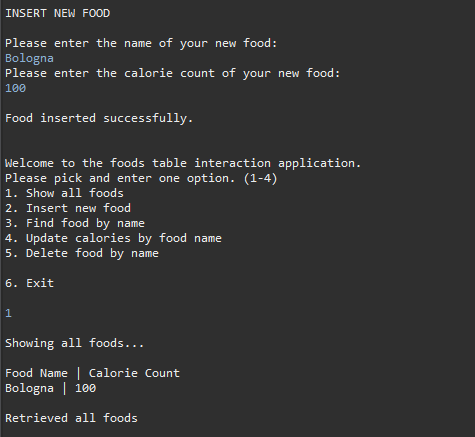 INSERT NEW FOOD
Please enter the name of your new food:
Bologna
Please enter the calorie count of your new food:
100
Food inserted successfully.
Welcome to the foods table interaction application.
Please pick and enter one option. (1-4)
1. Show all foods
2. Insert new food
3. Find food by name
4. Update calories by food name
5. Delete food by name
6. Exit
1
Showing all foods...
Food Name | Calorie Count
Bologna | 100
Retrieved all foods